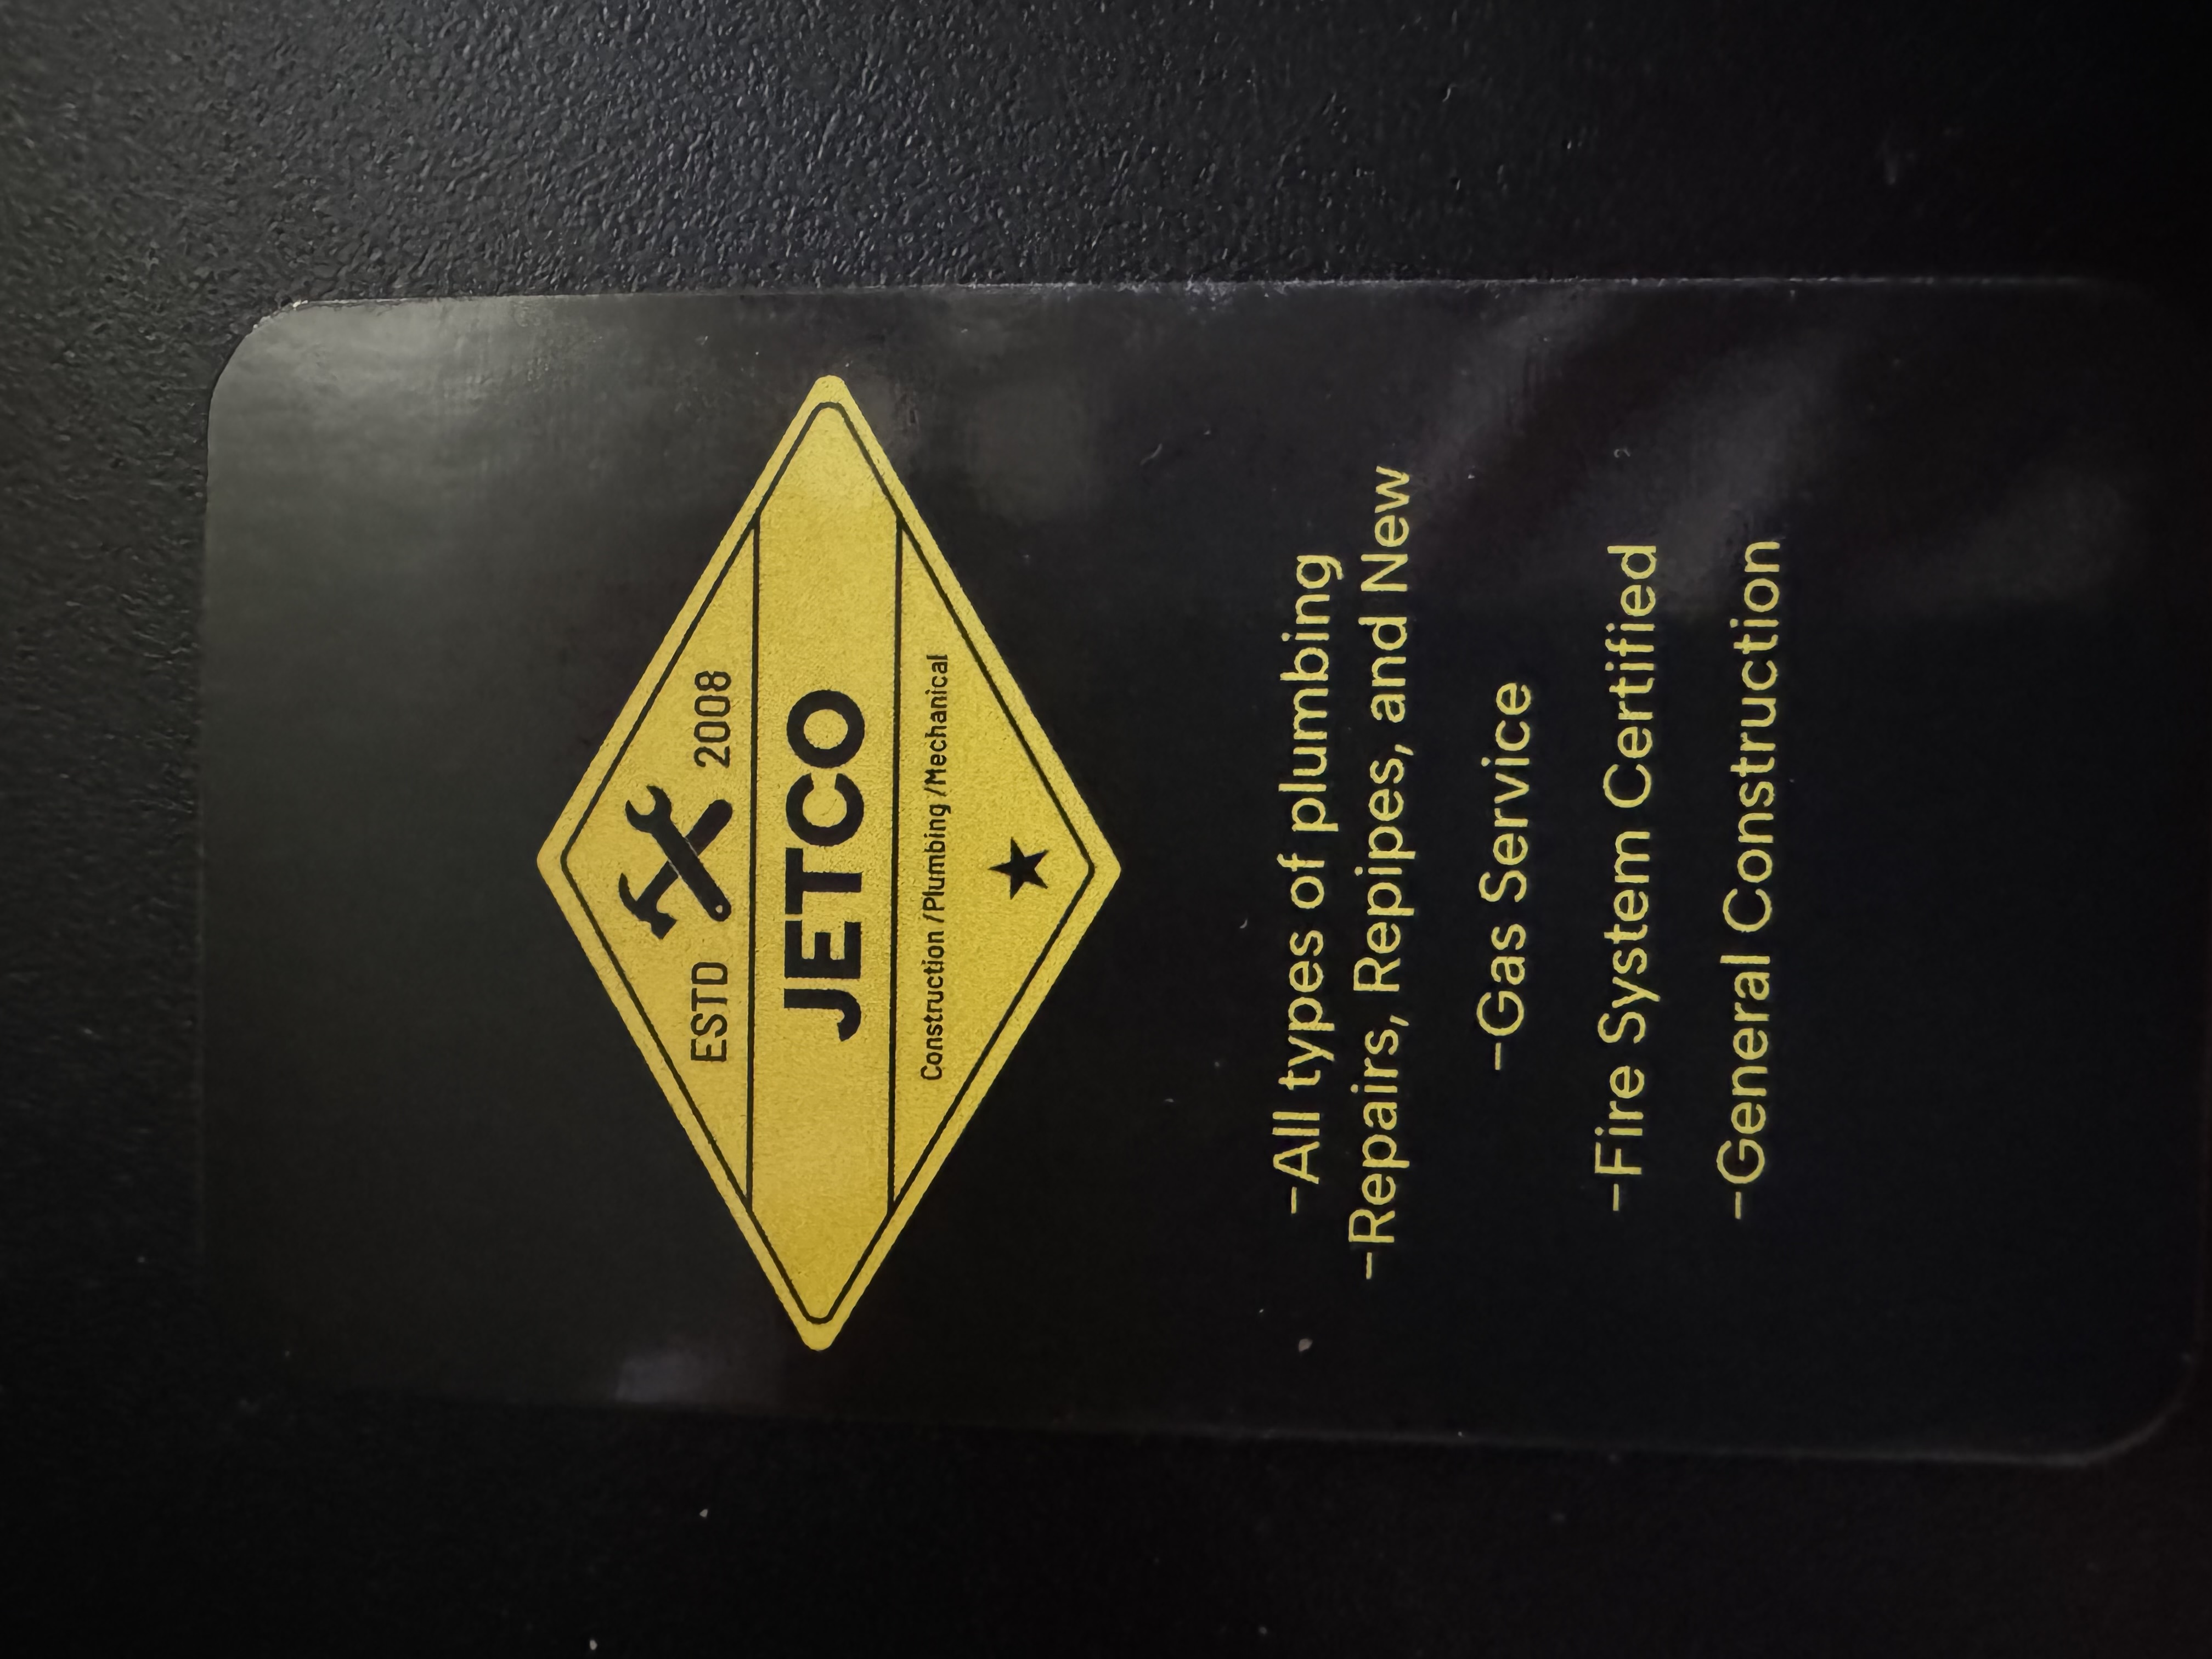 ESTD 2008
JETCO
Construction /Plumbing /Mechanical
-All types of plumbing
-Repairs, Repipes, and New
-Gas Service
-Fire System Certified
-General Construction